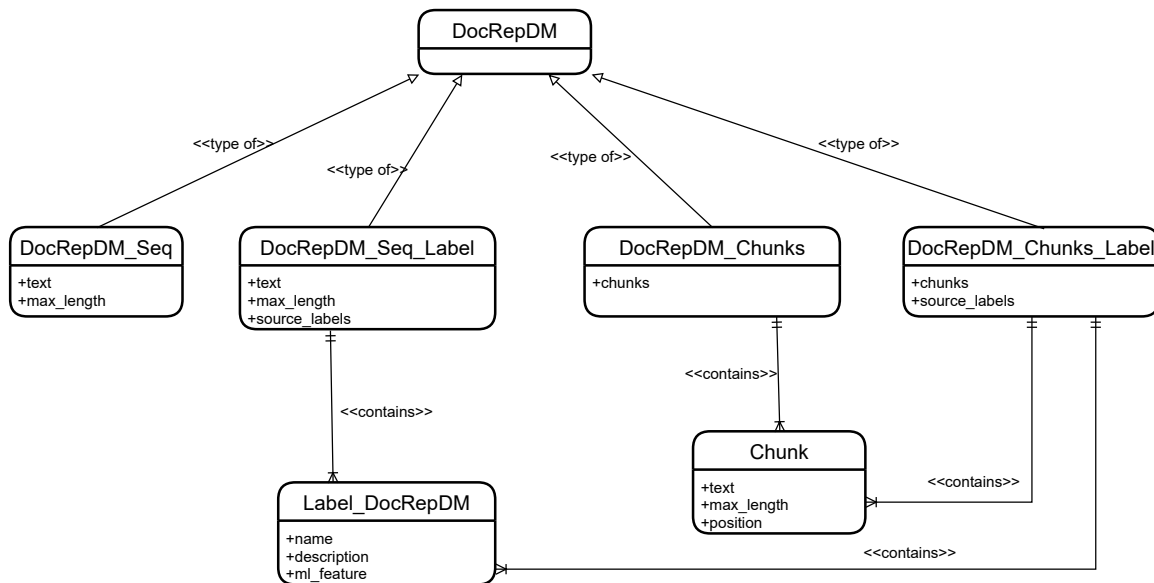 DocRepDM
<<type of>>
<<type of>>
<<type of>>
<<type of>>
DocRepDM_Seq
+text
+max_length
DocRepDM_Seq_Label
+text
+max_length
+source_labels
DocRepDM_Chunks
+chunks
DocRepDM_Chunks_Label
+chunks
+source_labels
<<contains>>
<<contains>>
Chunk
+text
+max_length
+position
<<contains>>
Label_DocRepDM
+name
+description
+ml_feature
<<contains>>